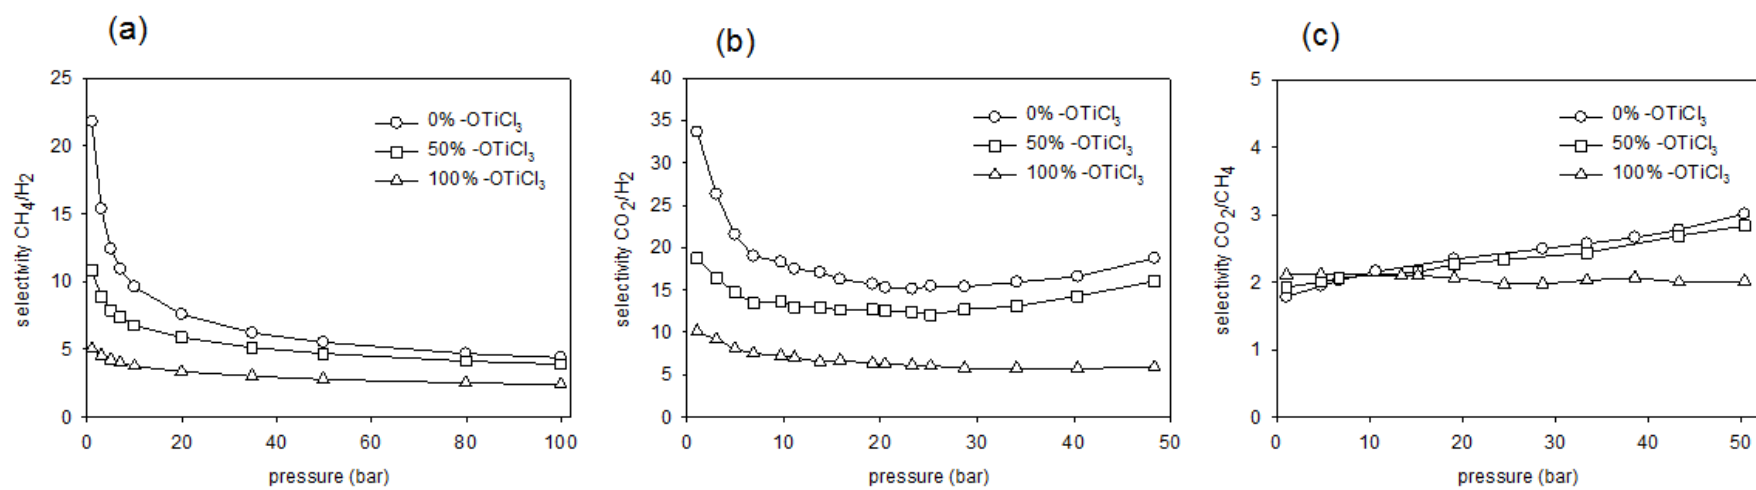 (a)
25
20
15
10
5
0
0 20 40 60 80 100
selectivity CH4/H2
pressure (bar)
0% -OTiCl3
50% -OTiCl3
100% -OTiCl3
(b)
40
35
30
25
20
15
10
5
0
0 10 20 30 40 50
selectivity CO2/H2
pressure (bar)
0% -OTiCl3
50% -OTiCl3
100% -OTiCl3
(c)
5
4
3
2
1
0
0 10 20 30 40 50
selectivity CO2/CH4
pressure (bar)
0% -OTiCl3
50% -OTiCl3
100% -OTiCl3